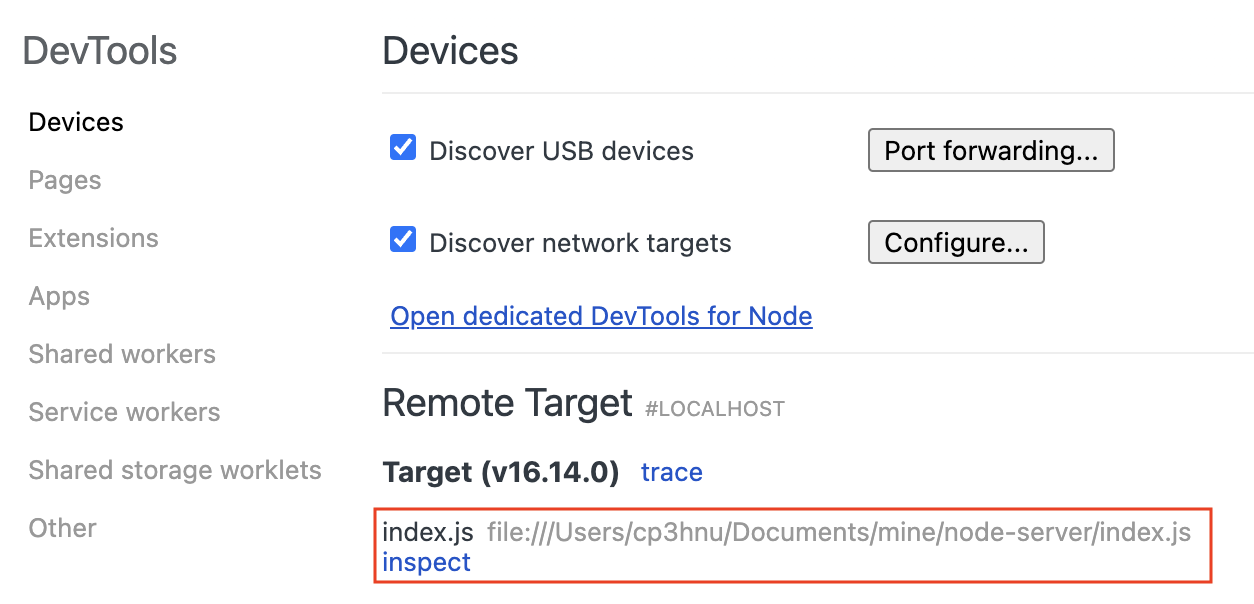 DevTools
Devices
Pages
Extensions
Apps
Shared workers
Service workers
Shared storage worklets
Other
Devices
Discover USB devices
Port forwarding...
Discover network targets
Configure...
Open dedicated DevTools for Node
Remote Target #LOCALHOST
Target (v16.14.0) trace
index.js file:///Users/cp3hnu/Documents/mine/node-server/index.js
inspect